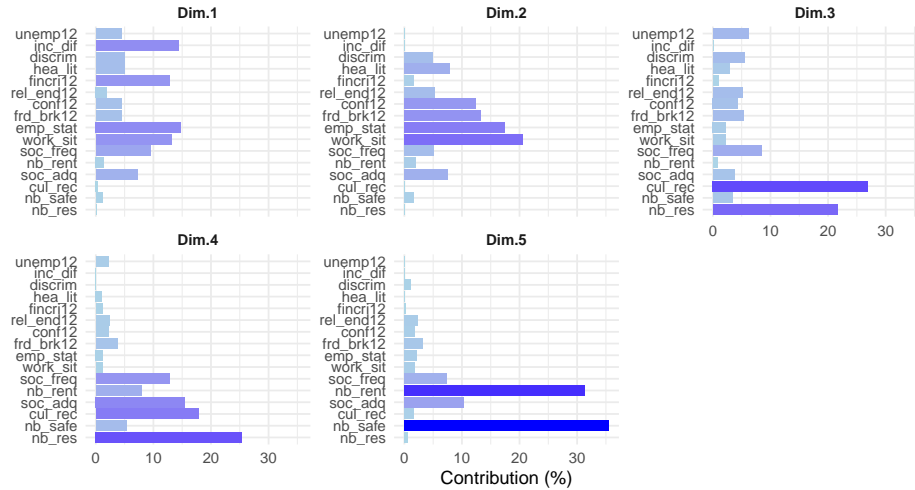 Dim.1
Dim.2
Dim.3
unemp12
inc_dif
discrim
hea_lit
fincri12
rel_end12
conf12
frd_brk12
emp_stat
work_sit
soc_freq
nb_rent
soc_adq
cul_rec
nb_safe
nb_res
unemp12
inc_dif
discrim
hea_lit
fincri12
rel_end12
conf12
frd_brk12
emp_stat
work_sit
soc_freq
nb_rent
soc_adq
cul_rec
nb_safe
nb_res
unemp12
inc_dif
discrim
hea_lit
fincri12
rel_end12
conf12
frd_brk12
emp_stat
work_sit
soc_freq
nb_rent
soc_adq
cul_rec
nb_safe
nb_res
0 10 20 30
Dim.4
Dim.5
unemp12
inc_dif
discrim
hea_lit
fincri12
rel_end12
conf12
frd_brk12
emp_stat
work_sit
soc_freq
nb_rent
soc_adq
cul_rec
nb_safe
nb_res
0 10 20 30
unemp12
inc_dif
discrim
hea_lit
fincri12
rel_end12
conf12
frd_brk12
emp_stat
work_sit
soc_freq
nb_rent
soc_adq
cul_rec
nb_safe
nb_res
0 10 20 30
Contribution (%)